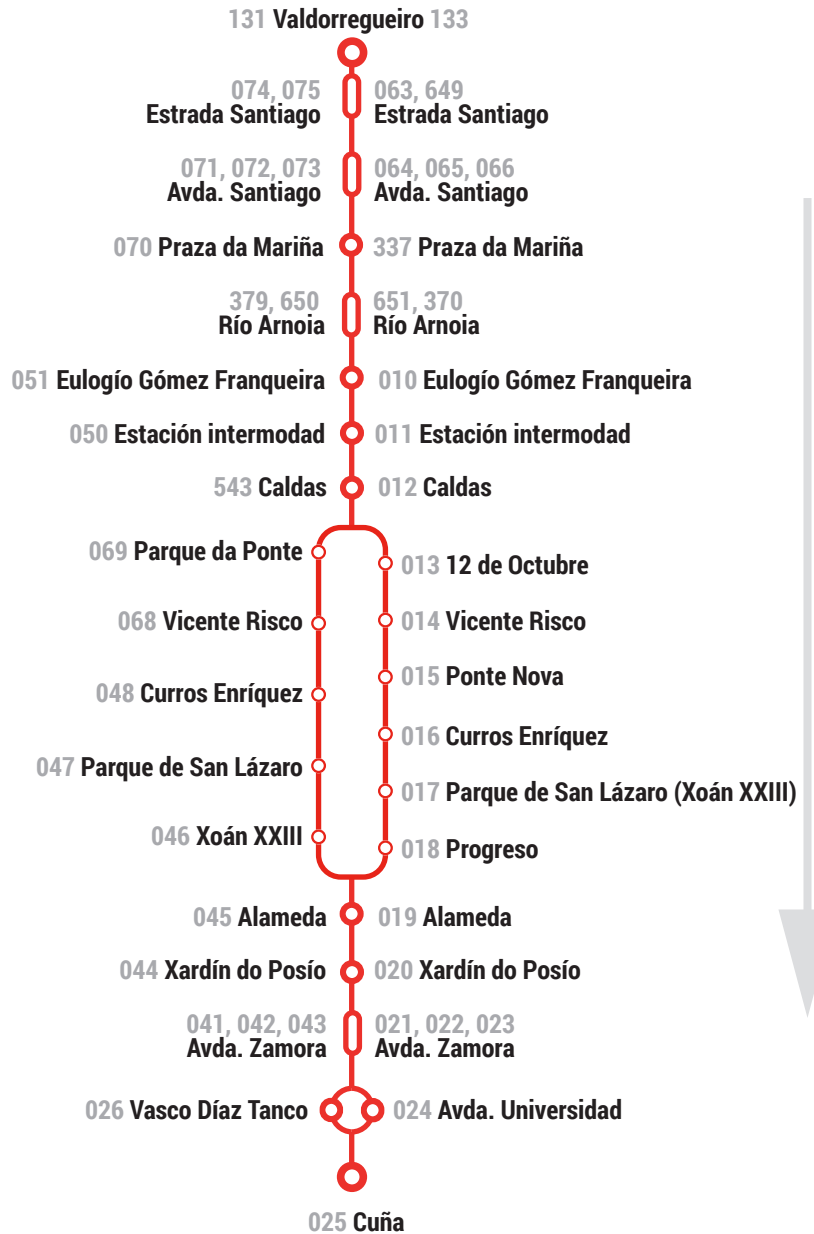 131 Valdorregueiro 133
074, 075
Estrada Santiago
063, 649
Estrada Santiago
071, 072, 073
Avda. Santiago
064, 065, 066
Avda. Santiago
070 Praza da Mariña
337 Praza da Mariña
379, 650
Río Arnoia
651, 370
Río Arnoia
051 Eulogío Gómez Franqueira
010 Eulogío Gómez Franqueira
050 Estación intermodad
011 Estación intermodad
543 Caldas
012 Caldas
069 Parque da Ponte
013 12 de Octubre
068 Vicente Risco
014 Vicente Risco
015 Ponte Nova
048 Curros Enríquez
016 Curros Enríquez
047 Parque de San Lázaro
017 Parque de San Lázaro (Xoán XXIII)
046 Xoán XXIII
018 Progreso
045 Alameda
019 Alameda
044 Xardín do Posío
020 Xardín do Posío
041, 042, 043
Avda. Zamora
021, 022, 023
Avda. Zamora
026 Vasco Díaz Tanco
024 Avda. Universidad
025 Cuña